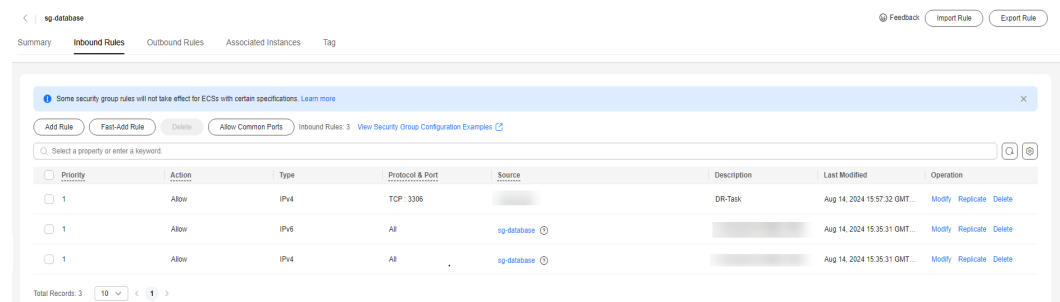 sg-database
Feedback Import Rule Export Rule
Summary Inbound Rules Outbound Rules Associated Instances Tag
Some security group rules will not take effect for ECSs with certain specifications. Learn more
Add Rule Fast-Add Rule Delete Allow Common Ports Inbound Rules: 3 View Security Group Configuration Examples
Select a property or enter a keyword.
Priority Action Type Protocol & Port Source Description Last Modified Operation
1 Allow IPv4 TCP : 3306 DR-Task Aug 14, 2024 15:57:32 GMT... Modify Replicate Delete
1 Allow IPv6 All sg-database Aug 14, 2024 15:35:31 GMT... Modify Replicate Delete
1 Allow IPv4 All sg-database Aug 14, 2024 15:35:31 GMT... Modify Replicate Delete
Total Records: 3 10 1